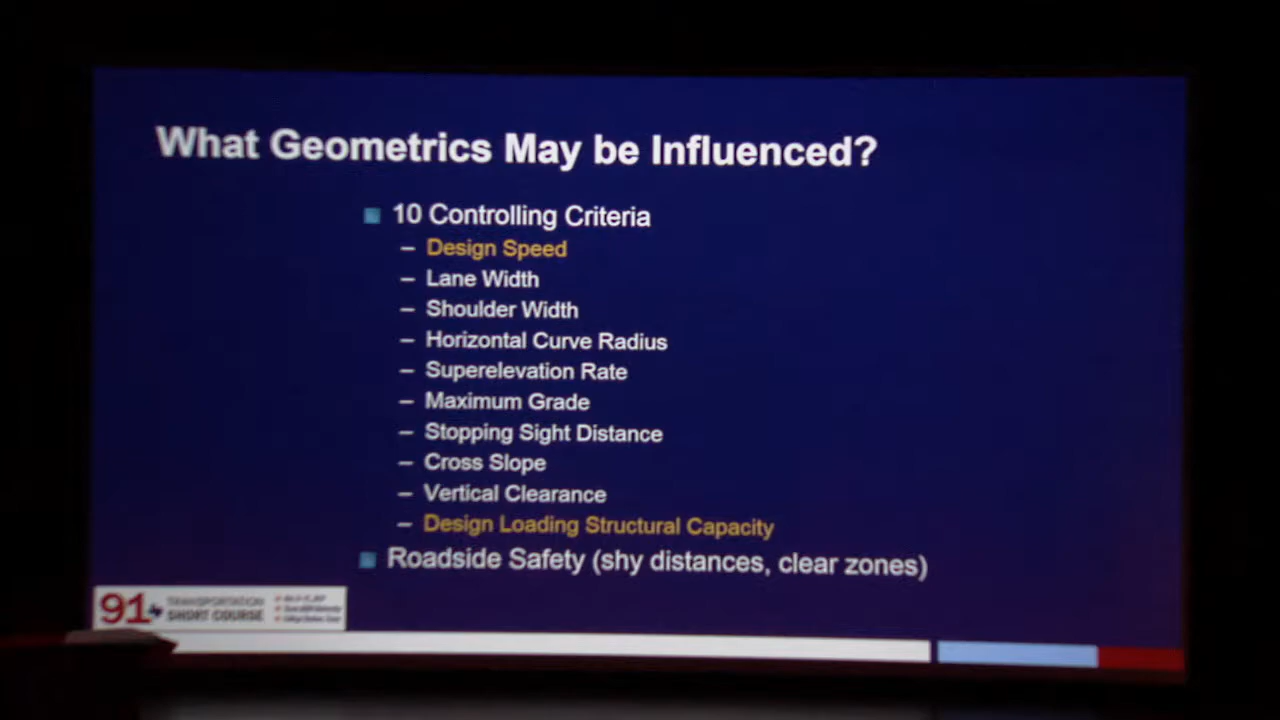 What Geometrics May be Influenced?
10 Controlling Criteria
– Design Speed
– Lane Width
– Shoulder Width
– Horizontal Curve Radius
– Superelevation Rate
– Maximum Grade
– Stopping Sight Distance
– Cross Slope
– Vertical Clearance
– Design Loading Structural Capacity
Roadside Safety (shy distances, clear zones)
91
TRANSPORTATION
SHORT COURSE